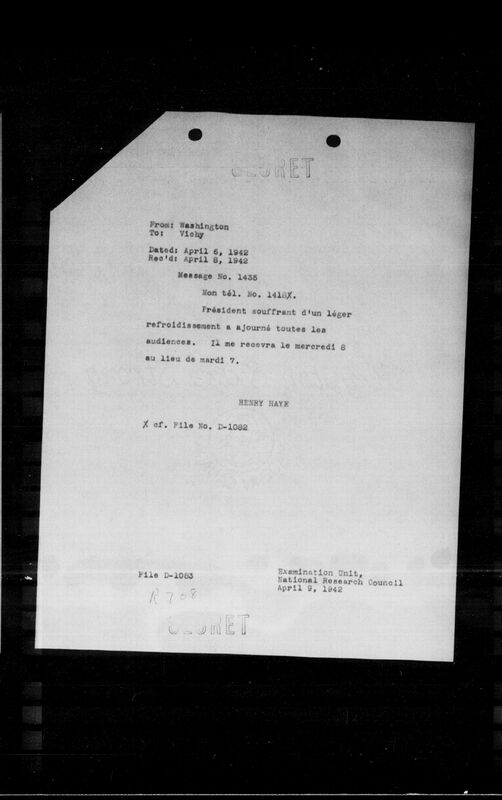 SECRET
From: Washington
To: Vichy
Dated: April 6, 1942
Rec'd: April 8, 1942
Message No. 1435
Mon tél. No. 1418X.
Président souffrant d'un léger
refroidissement a ajourné toutes les
audiences. Il me recevra le mercredi 8
au lieu de mardi 7.
HENRY HAYE
X cf. File No. D-1082
File D-1083
Examination Unit,
National Research Council
April 9, 1942
R 708
SECRET